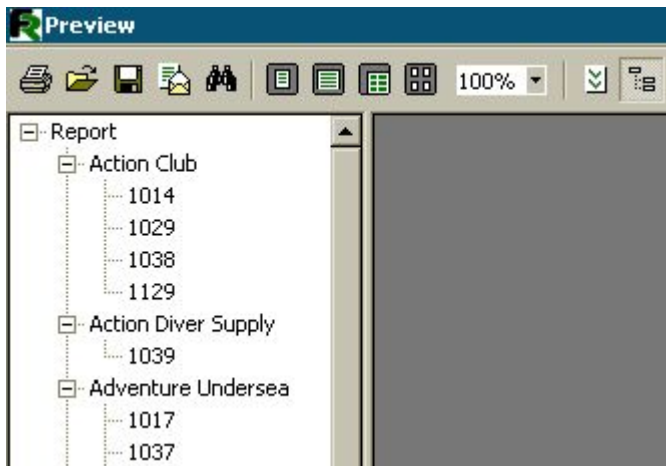 Preview
100%
Report
Action Club
1014
1029
1038
1129
Action Diver Supply
1039
Adventure Undersea
1017
1037